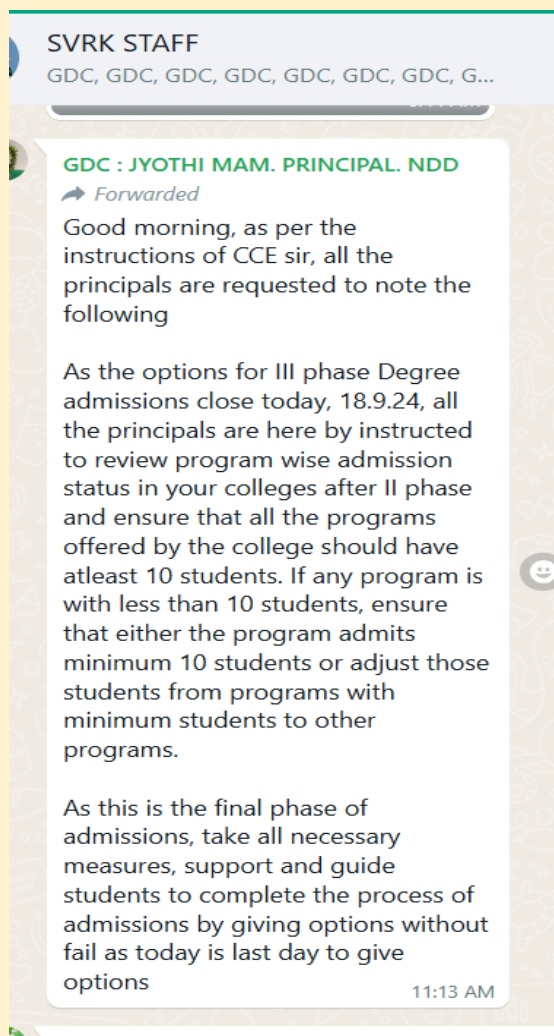 SVRK STAFF
GDC, GDC, GDC, GDC, GDC, GDC, GDC, G...
GDC : JYOTHI MAM. PRINCIPAL. NDD
Forwarded
Good morning, as per the
instructions of CCE sir, all the
principals are requested to note the
following
As the options for III phase Degree
admissions close today, 18.9.24, all
the principals are here by instructed
to review program wise admission
status in your colleges after II phase
and ensure that all the programs
offered by the college should have
atleast 10 students. If any program is
with less than 10 students, ensure
that either the program admits
minimum 10 students or adjust those
students from programs with
minimum students to other
programs.
As this is the final phase of
admissions, take all necessary
measures, support and guide
students to complete the process of
admissions by giving options without
fail as today is last day to give
options
11:13 AM